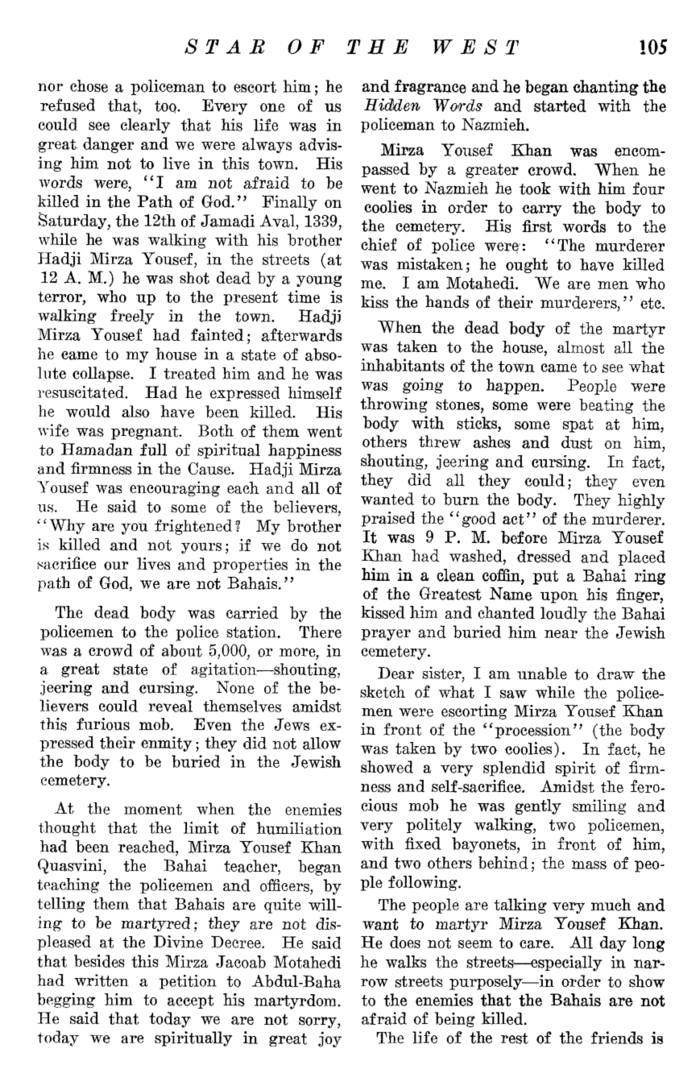 STAR OF THE WEST 105
nor chose a policeman to escort him; he
refused that, too. Every one of us
could see clearly that his life was in
great danger and we were always advis-
ing him not to live in this town. His
words were, "I am not afraid to be
killed in the Path of God." Finally on
Saturday, the 12th of Jamadi Aval, 1339,
while he was walking with his brother
Hadji Mirza Yousef, in the streets (at
12 A. M.) he was shot dead by a young
terror, who up to the present time is
walking freely in the town. Hadji
Mirza Yousef had fainted; afterwards
he came to my house in a state of abso-
lute collapse. I treated him and he was
resuscitated. Had he expressed himself
he would also have been killed. His
wife was pregnant. Both of them went
to Hamadan full of spiritual happiness
and firmness in the Cause. Hadji Mirza
Yousef was encouraging each and all of
us. He said to some of the believers,
"Why are you frightened? My brother
is killed and not yours; if we do not
sacrifice our lives and properties in the
path of God, we are not Bahais."
The dead body was carried by the
policemen to the police station. There
was a crowd of about 5,000, or more, in
a great state of agitation—shouting,
jeering and cursing. None of the be-
lievers could reveal themselves amidst
this furious mob. Even the Jews ex-
pressed their enmity; they did not allow
the body to be buried in the Jewish
cemetery.
At the moment when the enemies
thought that the limit of humiliation
had been reached, Mirza Yousef Khan
Quasvini, the Bahai teacher, began
teaching the policemen and officers, by
telling them that Bahais are quite will-
ing to be martyred; they are not dis-
pleased at the Divine Decree. He said
that besides this Mirza Jacoab Motahedi
had written a petition to Abdul-Baha
begging him to accept his martyrdom.
He said that today we are not sorry,
today we are spiritually in great joy
and fragrance and he began chanting the
Hidden Words and started with the
policeman to Nazmieh.
Mirza Yousef Khan was encom-
passed by a greater crowd. When he
went to Nazmieh he took with him four
coolies in order to carry the body to
the cemetery. His first words to the
chief of police were: "The murderer
was mistaken; he ought to have killed
me. I am Motahedi. We are men who
kiss the hands of their murderers," etc.
When the dead body of the martyr
was taken to the house, almost all the
inhabitants of the town came to see what
was going to happen. People were
throwing stones, some were beating the
body with sticks, some spat at him,
others threw ashes and dust on him,
shouting, jeering and cursing. In fact,
they did all they could; they even
wanted to burn the body. They highly
praised the "good act" of the murderer.
It was 9 P. M. before Mirza Yousef
Khan had washed, dressed and placed
him in a clean coffin, put a Bahai ring
of the Greatest Name upon his finger,
kissed him and chanted loudly the Bahai
prayer and buried him near the Jewish
cemetery.
Dear sister, I am unable to draw the
sketch of what I saw while the police-
men were escorting Mirza Yousef Khan
in front of the "procession" (the body
was taken by two coolies). In fact, he
showed a very splendid spirit of firm-
ness and self-sacrifice. Amidst the fero-
cious mob he was gently smiling and
very politely walking, two policemen,
with fixed bayonets, in front of him,
and two others behind; the mass of peo-
ple following.
The people are talking very much and
want to martyr Mirza Yousef Khan.
He does not seem to care. All day long
he walks the streets—especially in nar-
row streets purposely—in order to show
to the enemies that the Bahais are not
afraid of being killed.
The life of the rest of the friends is